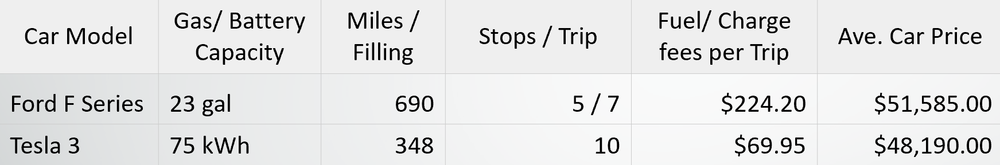 Car Model
Gas/ Battery
Capacity
Miles /
Filling
Stops / Trip
Fuel/ Charge
fees per Trip
Ave. Car Price
Ford F Series 23 gal 690 5 / 7 $224.20 $51,585.00
Tesla 3 75 kWh 348 10 $69.95 $48,190.00